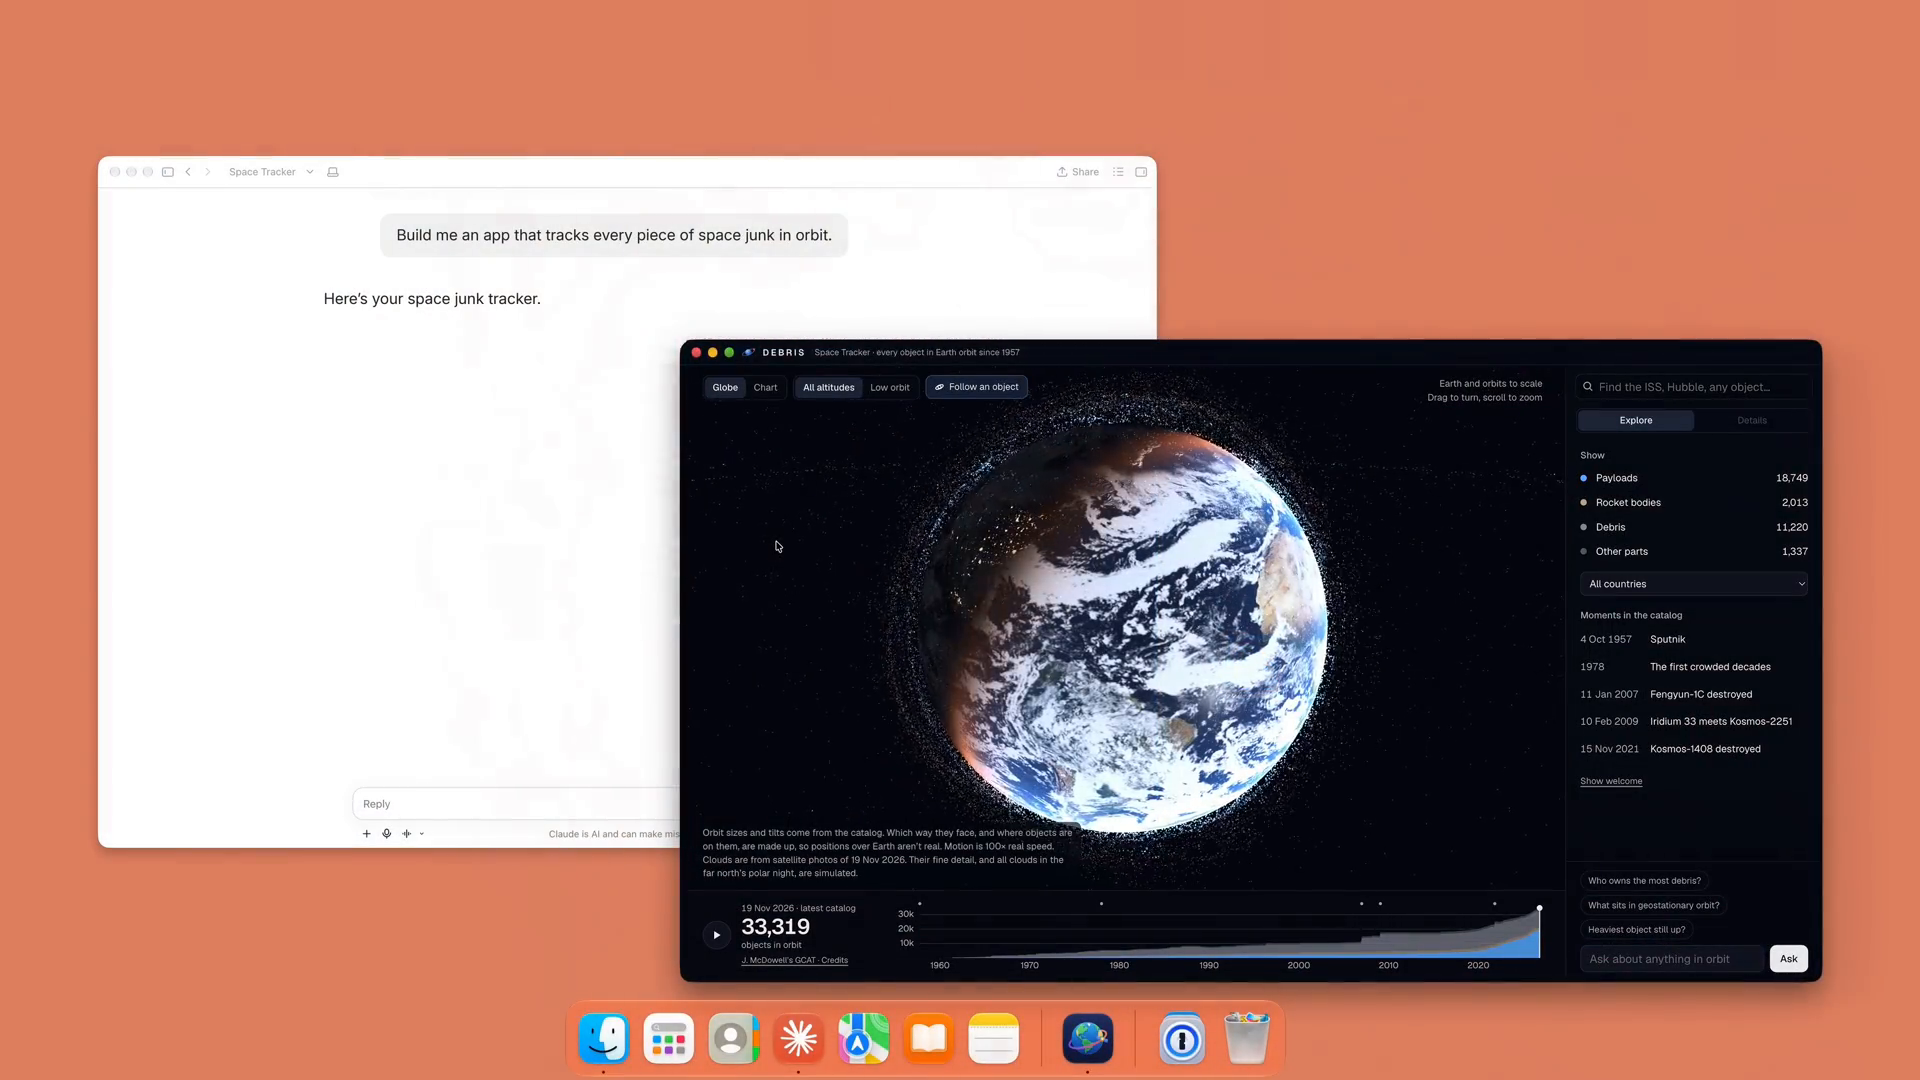 Space Tracker
Share
Build me an app that tracks every piece of space junk in orbit.
Here's your space junk tracker.
Reply
Claude is AI and can make mis
DEBRIS
Space Tracker · every object in Earth orbit since 1957
Globe
Chart
All altitudes
Low orbit
Follow an object
Earth and orbits to scale
Drag to turn, scroll to zoom
Orbit sizes and tilts come from the catalog. Which way they face, and where objects are
on them, are made up, so positions over Earth aren't real. Motion is 100× real speed.
Clouds are from satellite photos of 19 Nov 2026. Their fine detail, and all clouds in the
far north's polar night, are simulated.
19 Nov 2026 · latest catalog
33,319
objects in orbit
J. McDowell's GCAT · Credits
30k
20k
10k
1960 1970 1980 1990 2000 2010 2020
Find the ISS, Hubble, any object...
Explore
Details
Show
Payloads 18,749
Rocket bodies 2,013
Debris 11,220
Other parts 1,337
All countries
Moments in the catalog
4 Oct 1957 Sputnik
1978 The first crowded decades
11 Jan 2007 Fengyun-1C destroyed
10 Feb 2009 Iridium 33 meets Kosmos-2251
15 Nov 2021 Kosmos-1408 destroyed
Show welcome
Who owns the most debris?
What sits in geostationary orbit?
Heaviest object still up?
Ask about anything in orbit
Ask